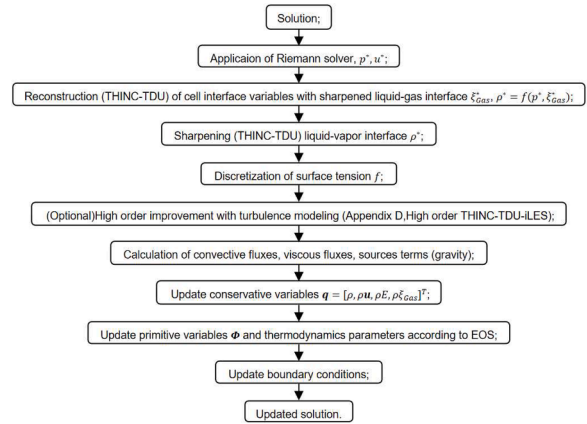 Solution;
Applicaion of Riemann solver, p*, u*;
Reconstruction (THINC-TDU) of cell interface variables with sharpened liquid-gas interface ξ*Gas, ρ* = f(p*, ξ*Gas);
Sharpening (THINC-TDU) liquid-vapor interface ρ*;
Discretization of surface tension f;
(Optional)High order improvement with turbulence modeling (Appendix D,High order THINC-TDU-iLES);
Calculation of convective fluxes, viscous fluxes, sources terms (gravity);
Update conservative variables q = [ρ, ρu, ρE, ρξGas]T;
Update primitive variables Φ and thermodynamics parameters according to EOS;
Update boundary conditions;
Updated solution.